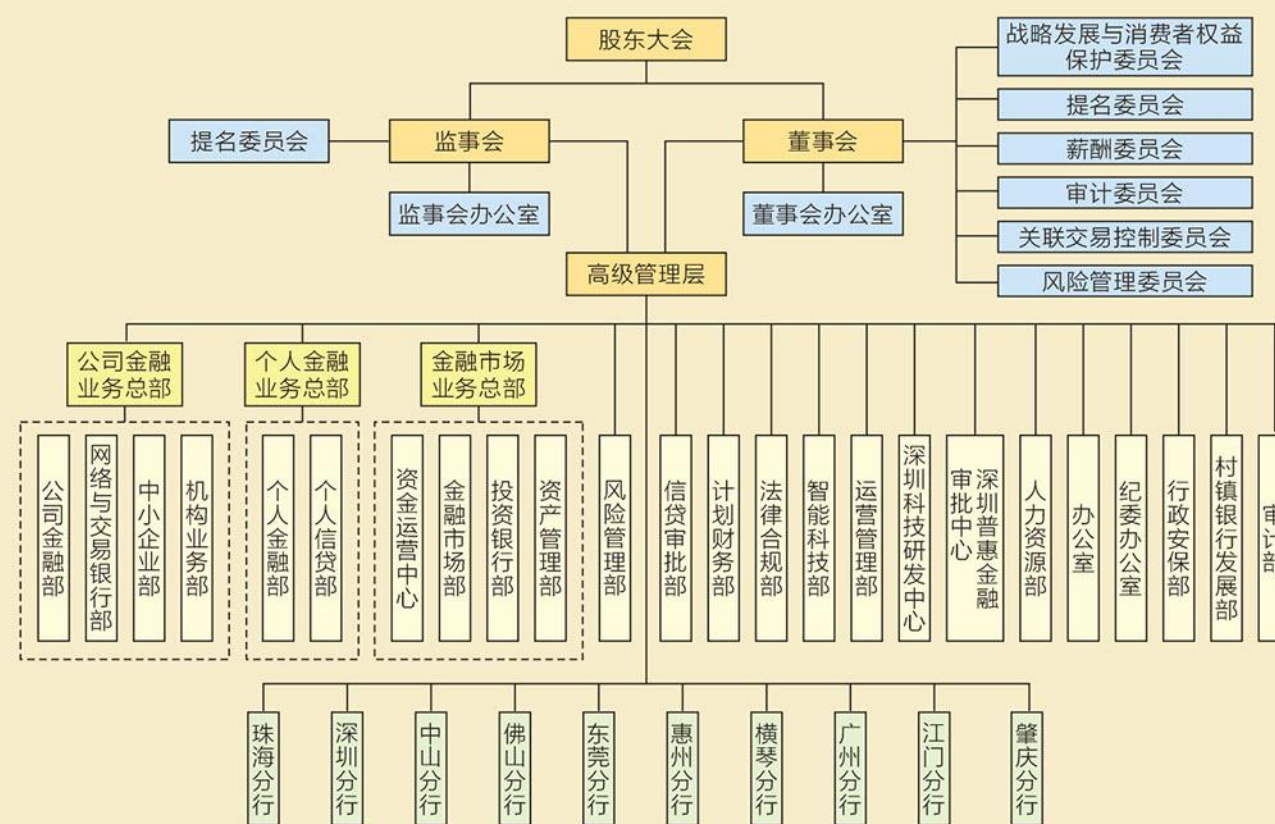 股东大会
战略发展与消费者权益
保护委员会
提名委员会
薪酬委员会
审计委员会
关联交易控制委员会
风险管理委员会
提名委员会
监事会
董事会
监事会办公室
董事会办公室
高级管理层
公司金融
业务总部
个人金融
业务总部
金融市场
业务总部
公司金融部
网络与交易银行部
中小企业部
机构业务部
个人金融部
个人信贷部
资金运营中心
金融市场部
投资银行部
资产管理部
风险管理部
信贷审批部
计划财务部
法律合规部
智能科技部
运营管理部
深圳科技研发中心
深圳普惠金融
审批中心
人力资源部
办公室
纪委办公室
行政安保部
村镇银行发展部
审计部
珠海分行
深圳分行
中山分行
佛山分行
东莞分行
惠州分行
横琴分行
广州分行
江门分行
肇庆分行